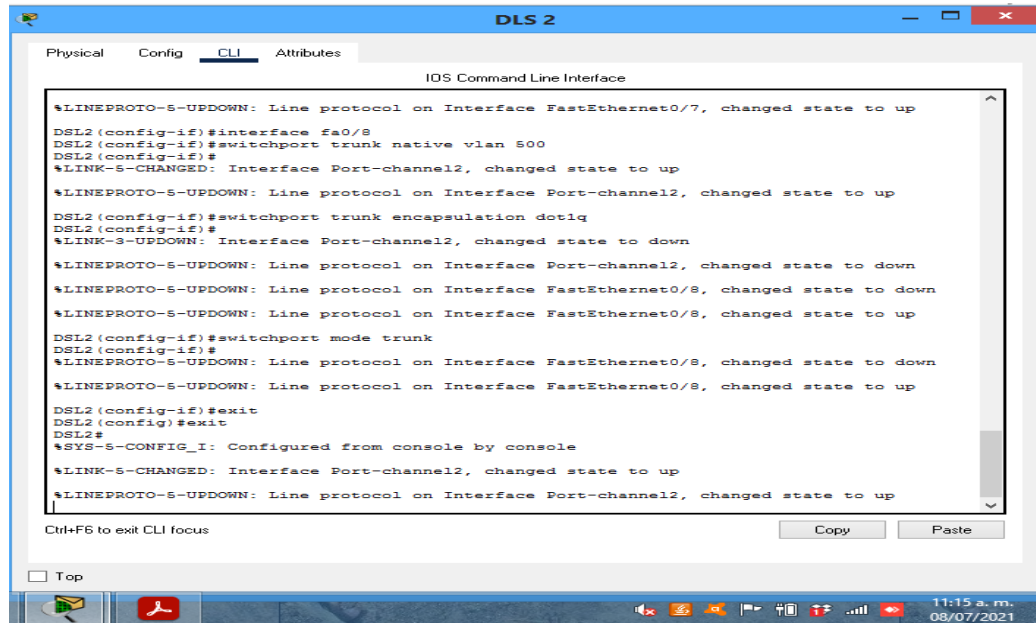 DLS 2
Physical Config CLI Attributes
IOS Command Line Interface
%LINEPROTO-5-UPDOWN: Line protocol on Interface FastEthernet0/7, changed state to up
DSL2(config-if)#interface fa0/8
DSL2(config-if)#switchport trunk native vlan 500
DSL2(config-if)#
%LINK-5-CHANGED: Interface Port-channel2, changed state to up
%LINEPROTO-5-UPDOWN: Line protocol on Interface Port-channel2, changed state to up
DSL2(config-if)#switchport trunk encapsulation dot1q
DSL2(config-if)#
%LINK-3-UPDOWN: Interface Port-channel2, changed state to down
%LINEPROTO-5-UPDOWN: Line protocol on Interface Port-channel2, changed state to down
%LINEPROTO-5-UPDOWN: Line protocol on Interface FastEthernet0/8, changed state to down
%LINEPROTO-5-UPDOWN: Line protocol on Interface FastEthernet0/8, changed state to up
DSL2(config-if)#switchport mode trunk
DSL2(config-if)#
%LINEPROTO-5-UPDOWN: Line protocol on Interface FastEthernet0/8, changed state to down
%LINEPROTO-5-UPDOWN: Line protocol on Interface FastEthernet0/8, changed state to up
DSL2(config-if)#exit
DSL2(config)#exit
DSL2#
%SYS-5-CONFIG_I: Configured from console by console
%LINK-5-CHANGED: Interface Port-channel2, changed state to up
%LINEPROTO-5-UPDOWN: Line protocol on Interface Port-channel2, changed state to up
Ctrl+F6 to exit CLI focus
Copy Paste
Top
11:15 a. m.
08/07/2021